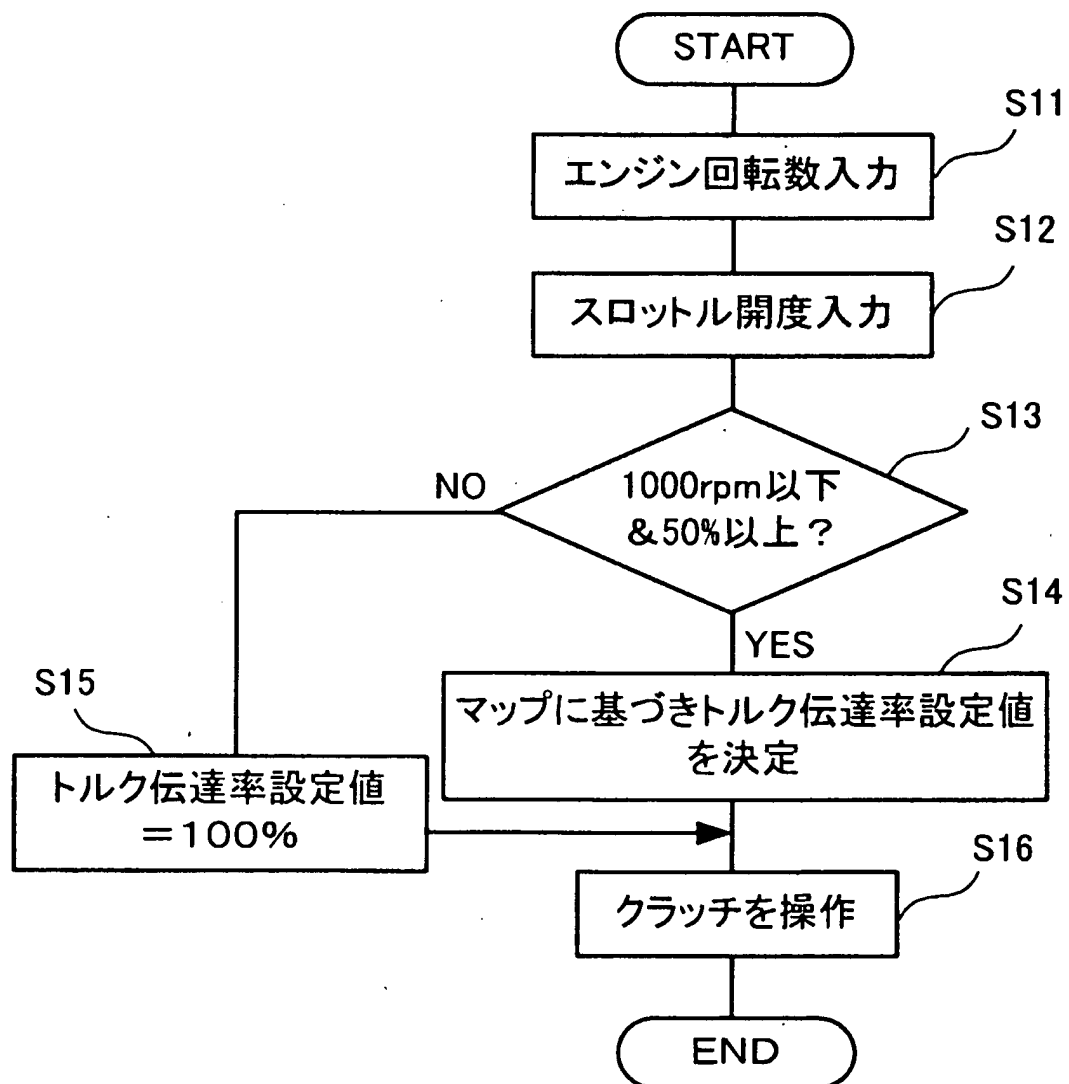 START
S11
エンジン回転数入力
S12
スロットル開度入力
S13
NO
1000rpm以下
&50%以上?
S14
YES
S15
マップに基づきトルク伝達率設定値
を決定
トルク伝達率設定値
=100%
S16
クラッチを操作
END